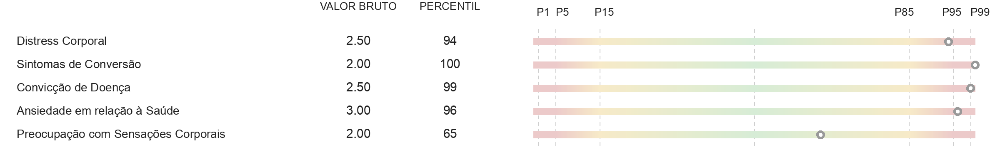 VALOR BRUTO PERCENTIL P1 P5 P15 P85 P95 P99
Distress Corporal 2.50 94
Sintomas de Conversão 2.00 100
Convicção de Doença 2.50 99
Ansiedade em relação à Saúde 3.00 96
Preocupação com Sensações Corporais 2.00 65